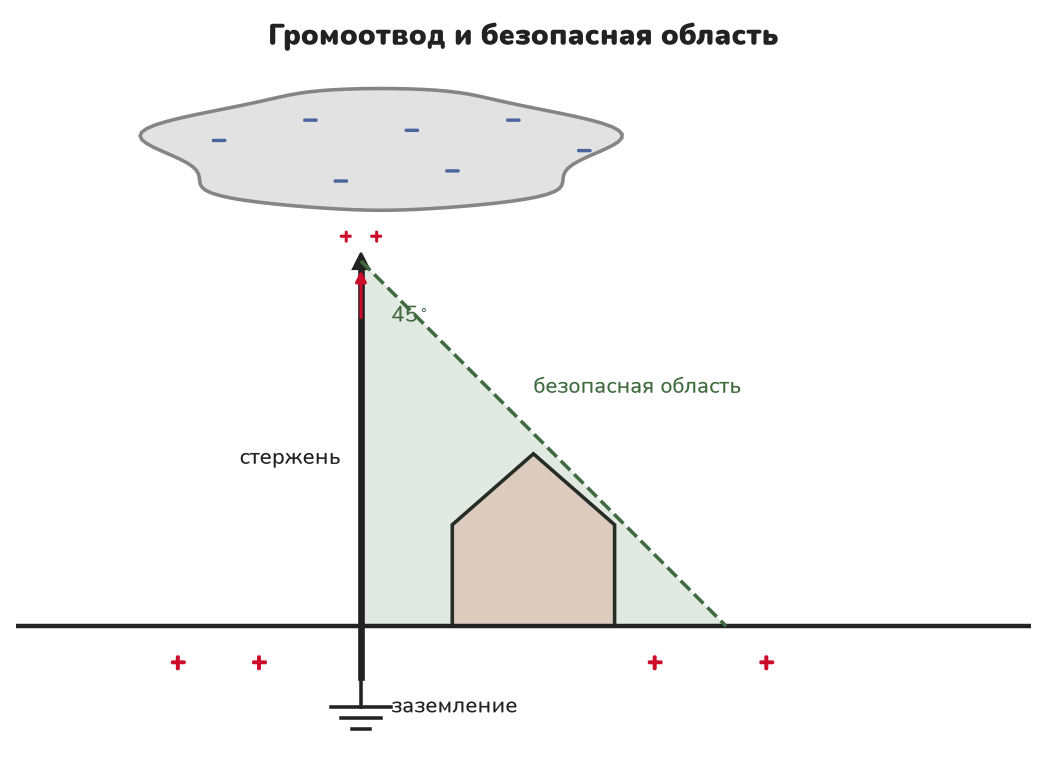 Громоотвод и безопасная область
45°
безопасная область
стержень
заземление